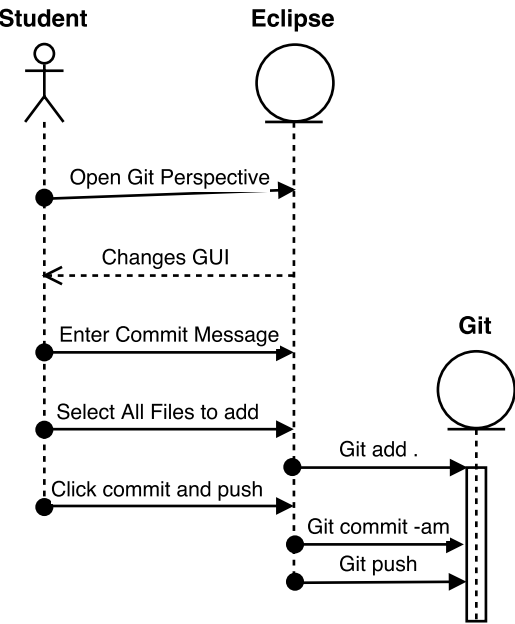 Student
Eclipse
Open Git Perspective
Changes GUI
Git
Enter Commit Message
Select All Files to add
Git add .
Click commit and push
Git commit -am
Git push